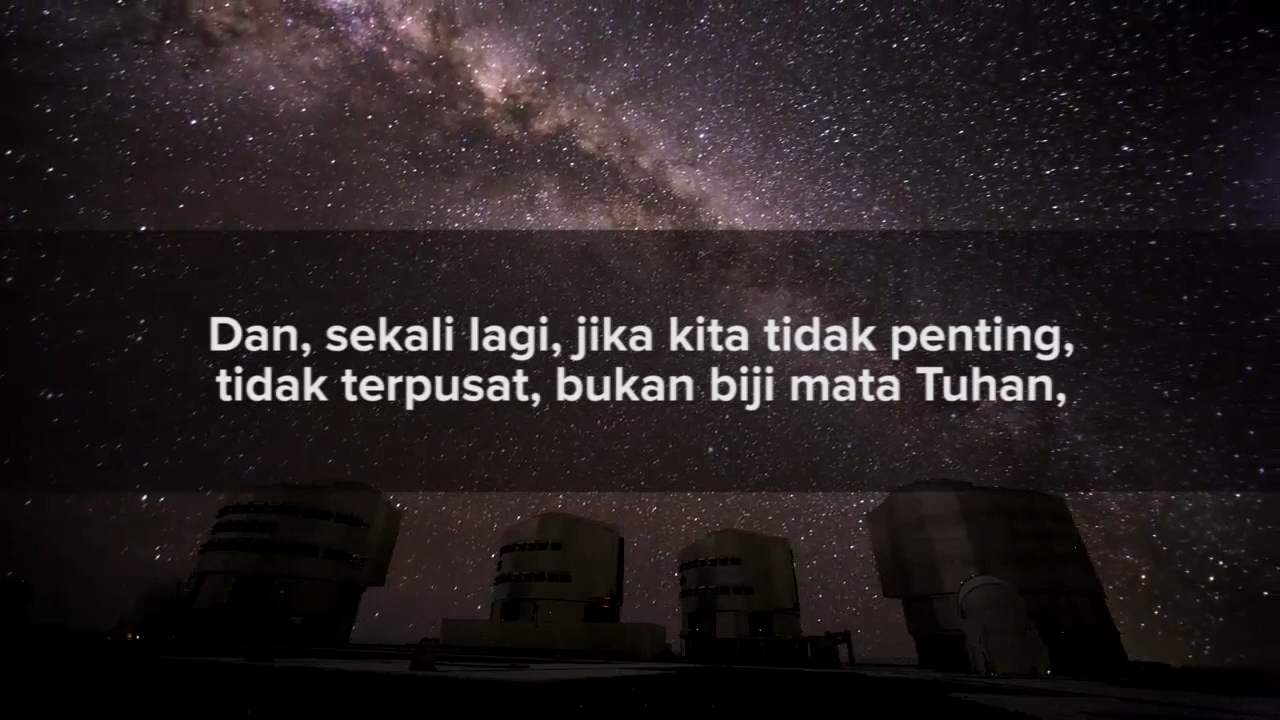 Dan, sekali lagi, jika kita tidak penting,
tidak terpusat, bukan biji mata Tuhan,